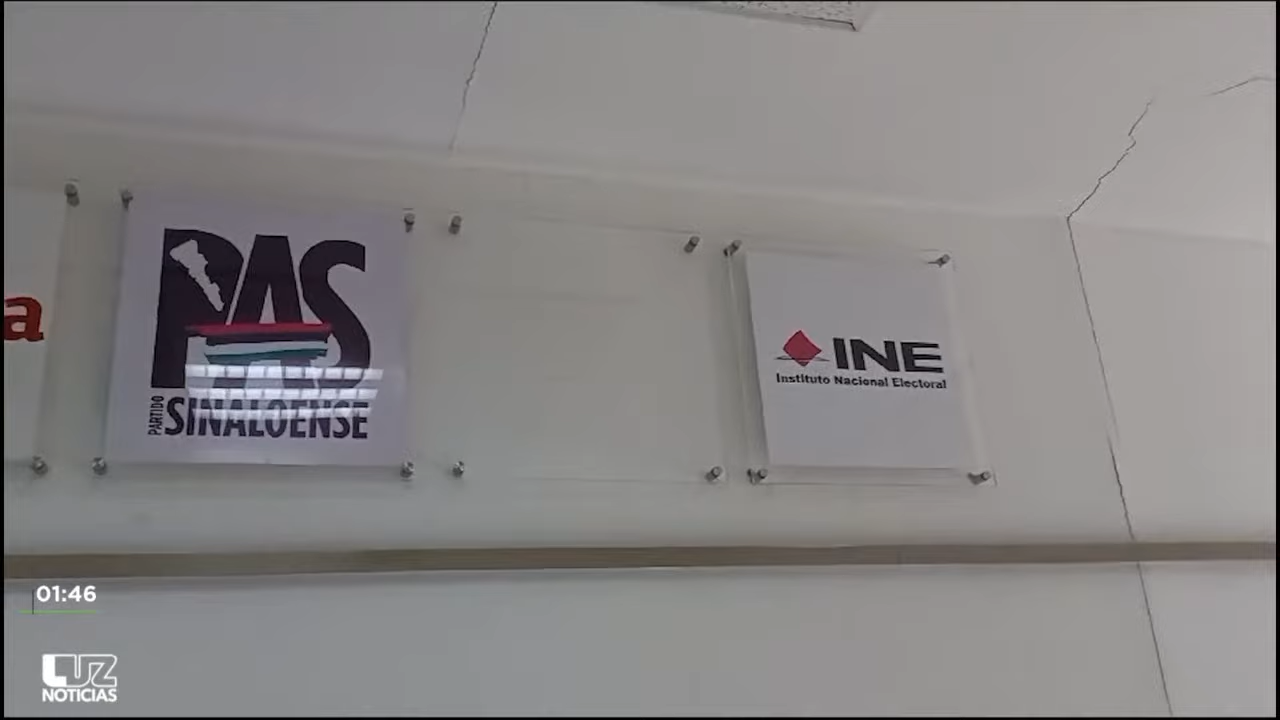 a
PAS
PARTIDO SINALOENSE
INE
Instituto Nacional Electoral
01:46
LUZ
NOTICIAS